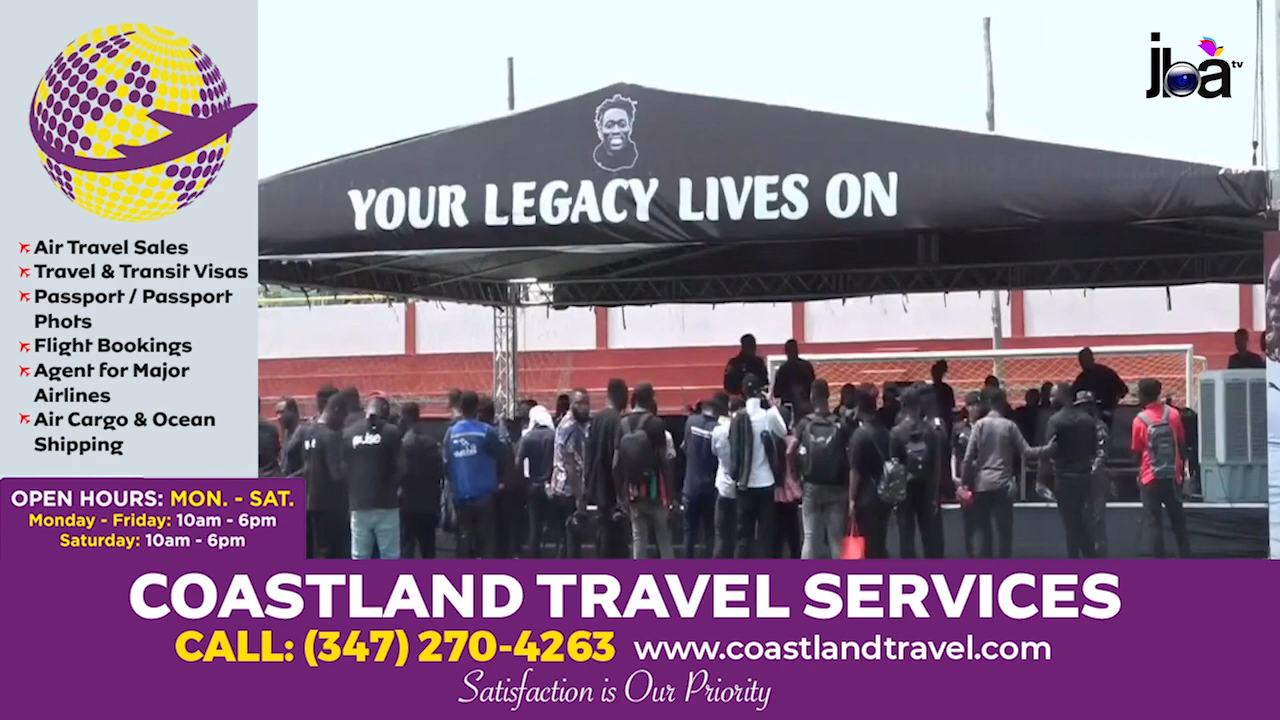 jba tv
YOUR LEGACY LIVES ON
Air Travel Sales
Travel & Transit Visas
Passport / Passport
Phots
Flight Bookings
Agent for Major
Airlines
Air Cargo & Ocean
Shipping
pulse
OPEN HOURS: MON. - SAT.
Monday - Friday: 10am - 6pm
Saturday: 10am - 6pm
COASTLAND TRAVEL SERVICES
CALL: (347) 270-4263 www.coastlandtravel.com
Satisfaction is Our Priority